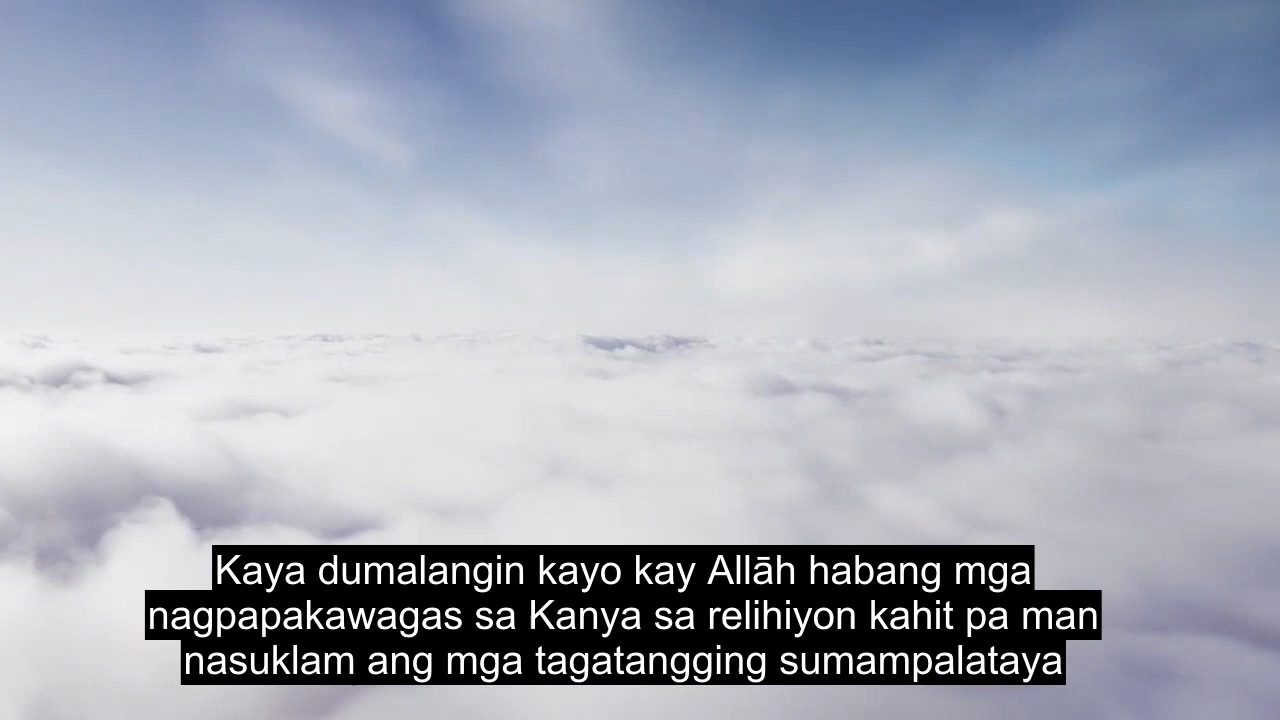 Kaya dumalangin kayo kay Allāh habang mga
nagpapakawagas sa Kanya sa relihiyon kahit pa man
nasuklam ang mga tagatangging sumampalataya